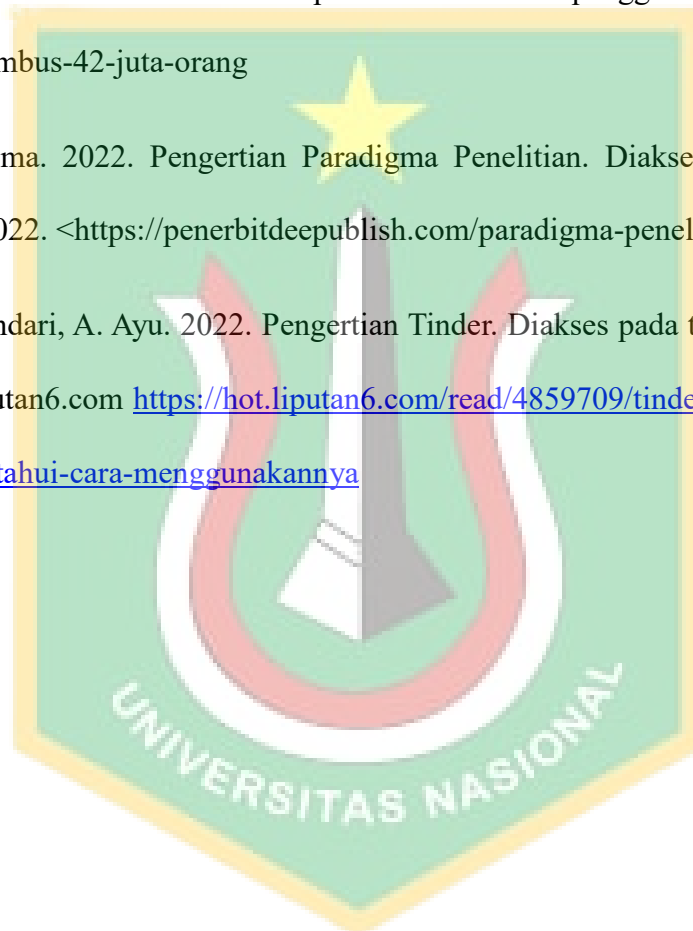 mbus-42-juta-orang
ma. 2022. Pengertian Paradigma Penelitian. Diakse
022. <https://penerbitdeepublish.com/paradigma-penel
ndari, A. Ayu. 2022. Pengertian Tinder. Diakses pada t
utan6.com https://hot.liputan6.com/read/4859709/tinde
tahui-cara-menggunakannya
UNIVERSITAS NASIONAL